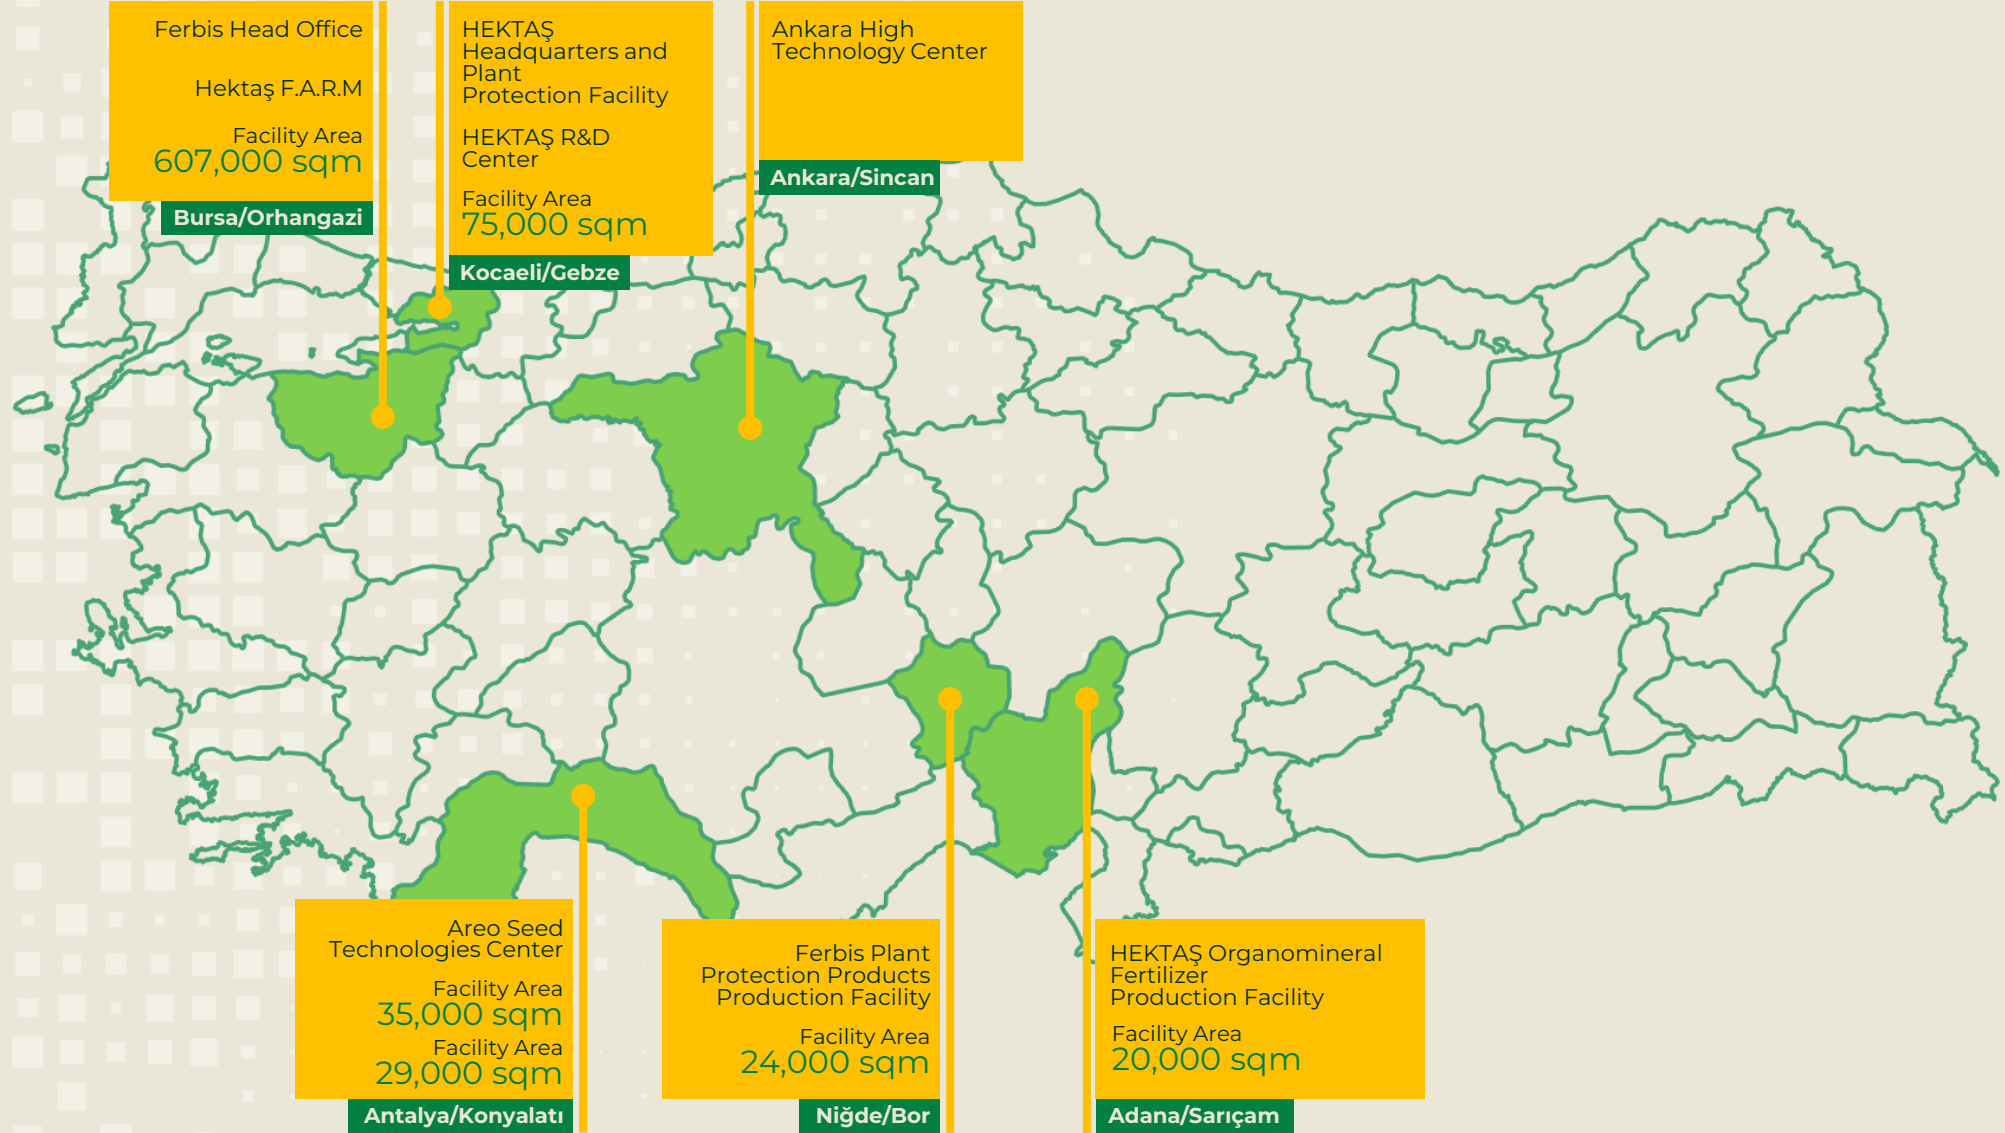 Ferbis Head Office
Hektaş F.A.R.M
Facility Area
607,000 sqm
Bursa/Orhangazi
HEKTAŞ
Headquarters and
Plant
Protection Facility
HEKTAŞ R&D
Center
Facility Area
75,000 sqm
Kocaeli/Gebze
Ankara High
Technology Center
Ankara/Sincan
Areo Seed
Technologies Center
Facility Area
35,000 sqm
Facility Area
29,000 sqm
Antalya/Konyalatı
Ferbis Plant
Protection Products
Production Facility
Facility Area
24,000 sqm
Niğde/Bor
HEKTAŞ Organomineral
Fertilizer
Production Facility
Facility Area
20,000 sqm
Adana/Sarıçam